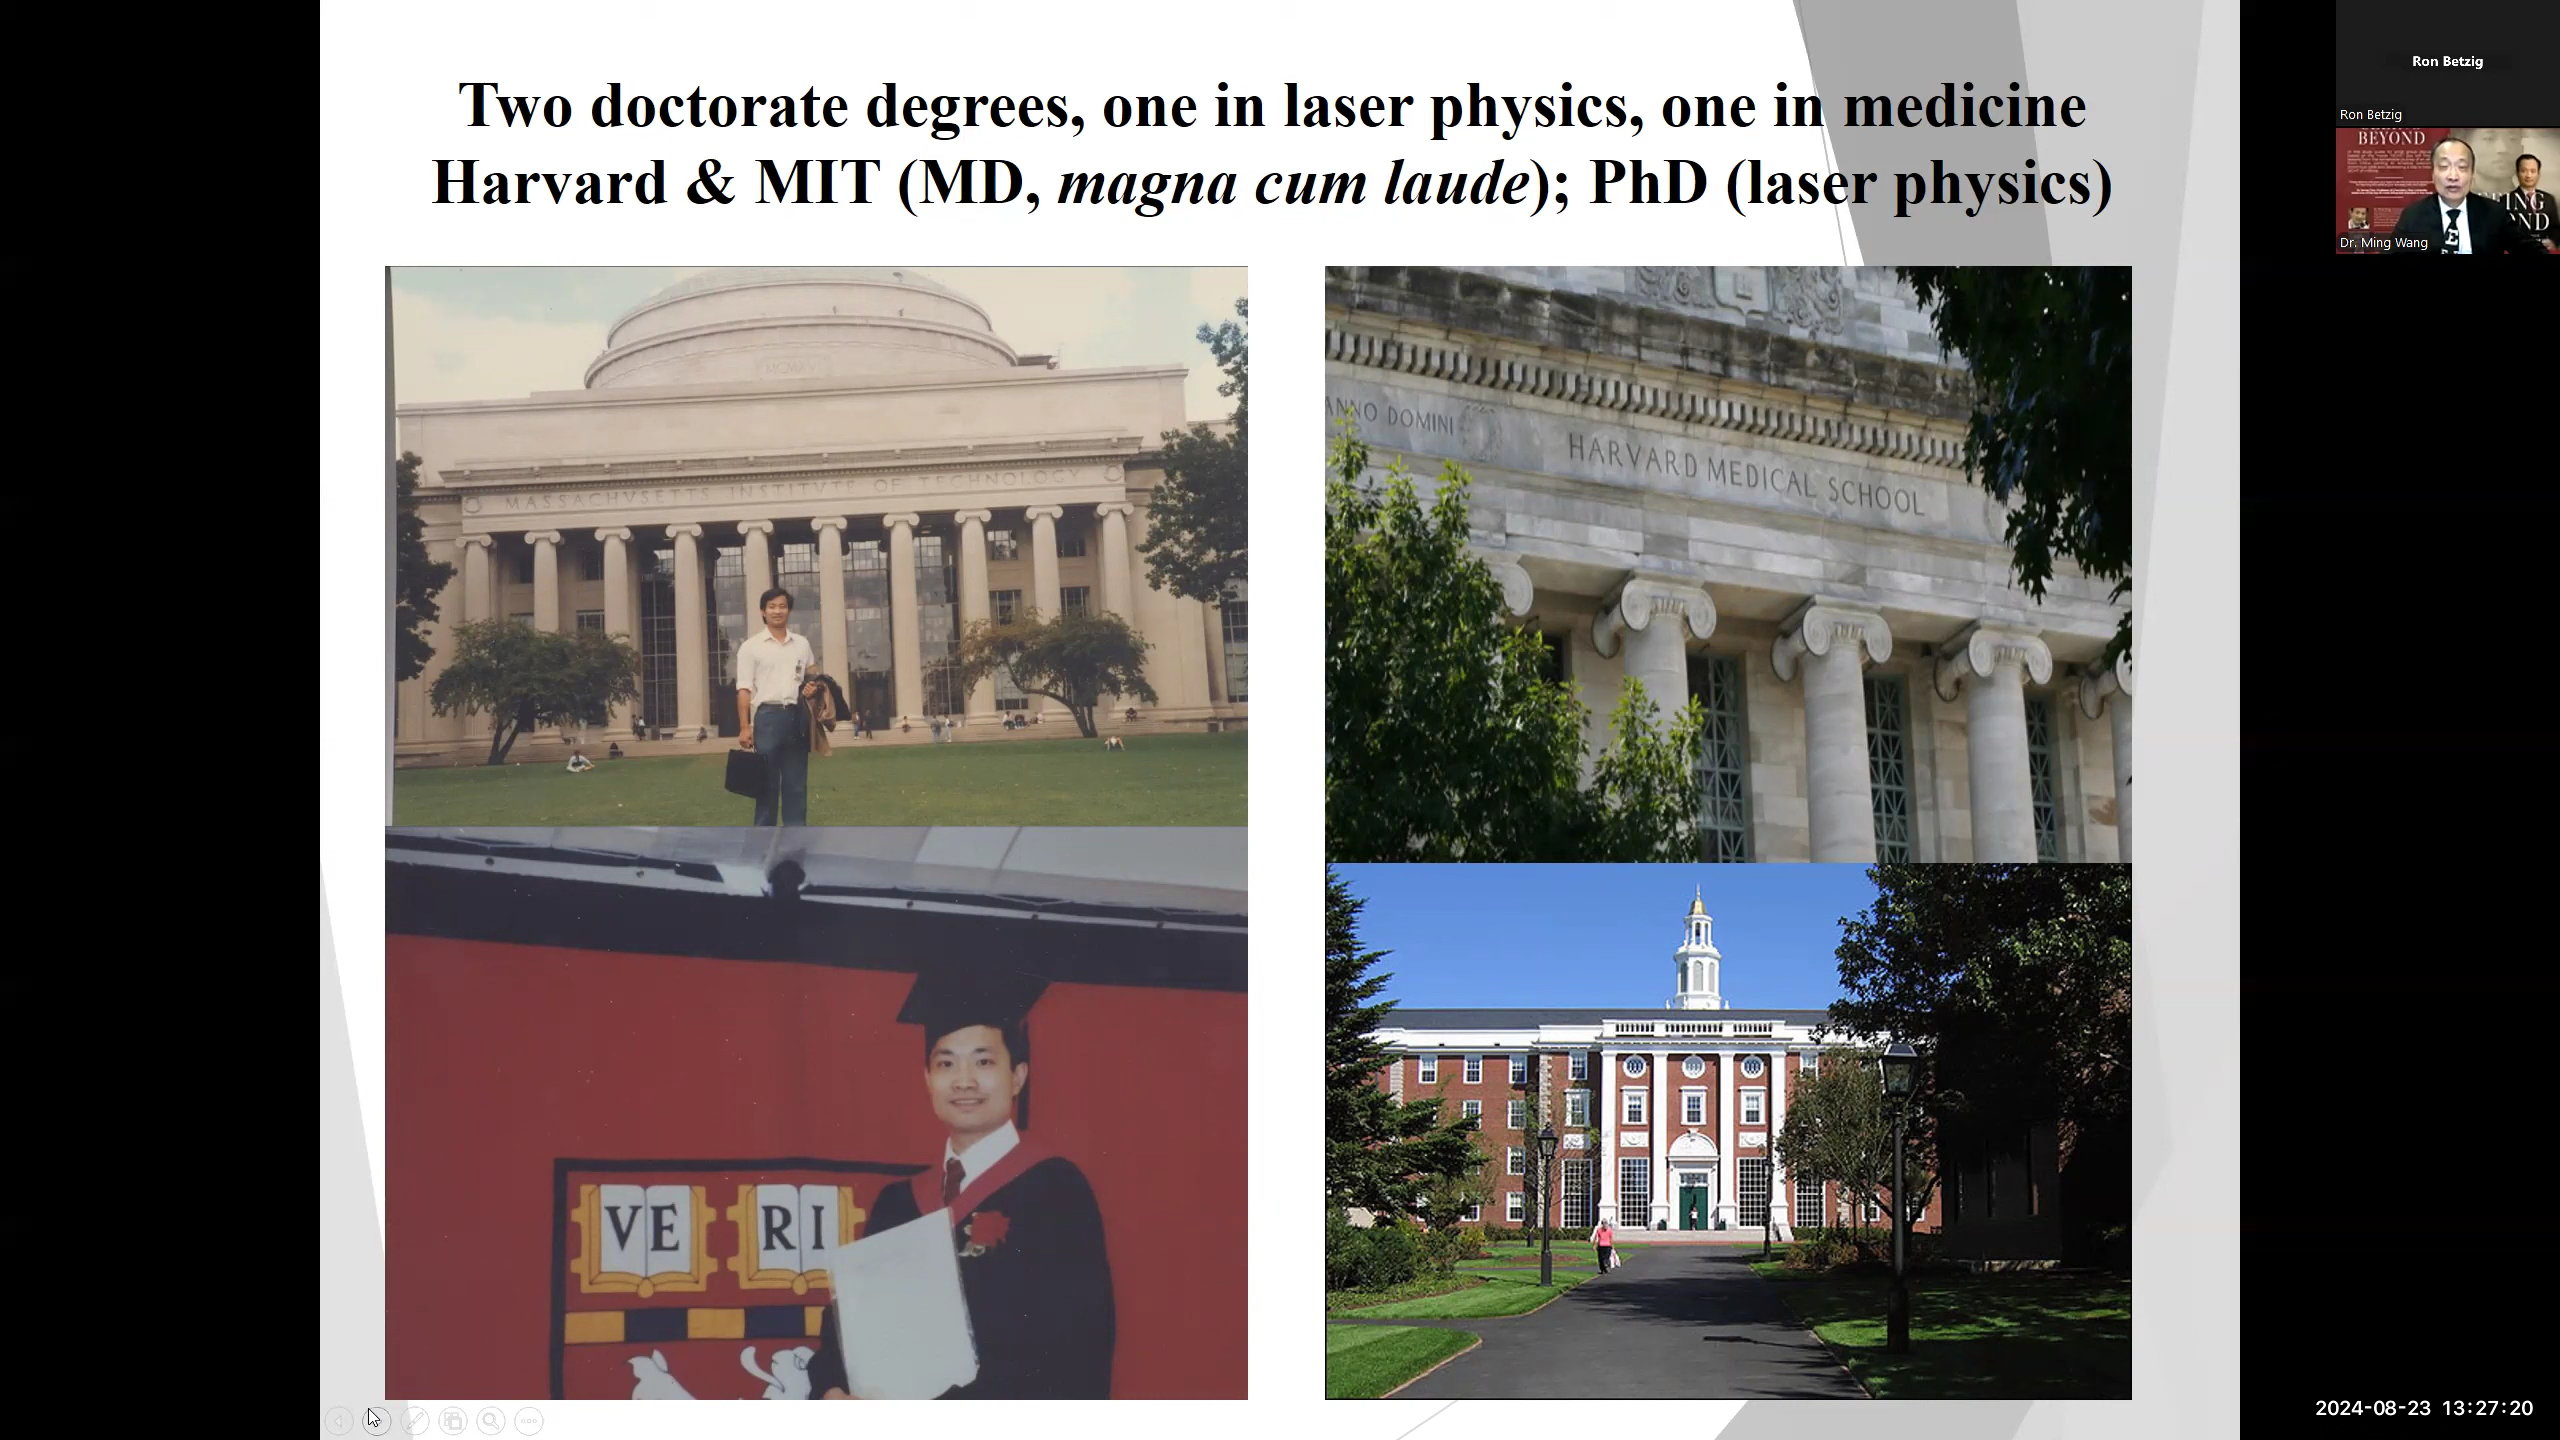 Two doctorate degrees, one in laser physics, one in medicine
Harvard & MIT (MD, magna cum laude); PhD (laser physics)
MASSACHVSETTS INSTITVTE OF TECHNOLOGY
ANNO DOMINI
HARVARD MEDICAL SCHOOL
VE RI
Ron Betzig
Ron Betzig
BEYOND
Dr. Ming Wang
2024-08-23 13:27:20